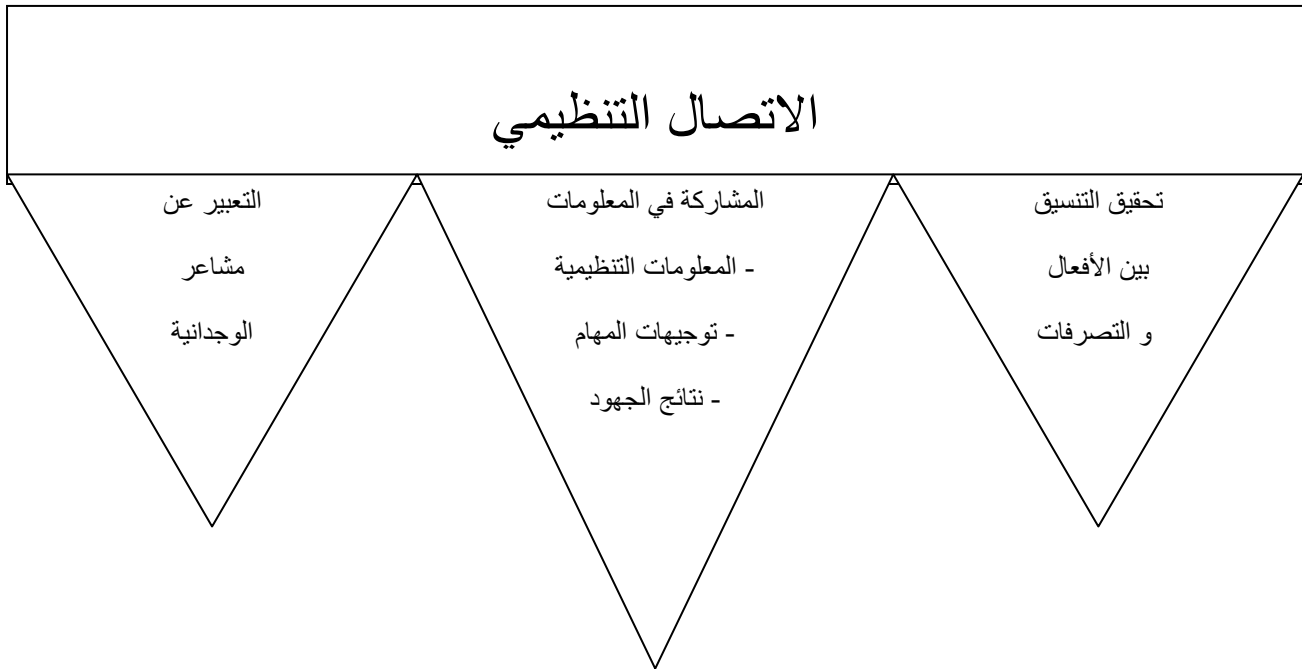 الاتصال التنظيمي
تحقيق التنسيق
بين الأفعال
و التصرفات
المشاركة في المعلومات
- المعلومات التنظيمية
- توجيهات المهام
- نتائج الجهود
التعبير عن
مشاعر
الوجدانية